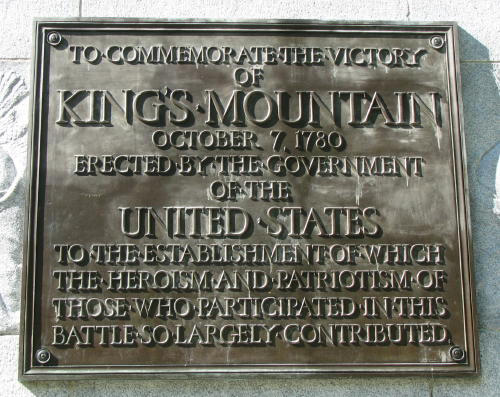 TO·COMMEMORATE·THE·VICTORY
OF
KING'S·MOUNTAIN
OCTOBER 7, 1780
ERECTED·BY·THE·GOVERNMENT
OF·THE
UNITED·STATES
TO·THE·ESTABLISHMENT·OF·WHICH
THE·HEROISM·AND·PATRIOTISM·OF
THOSE·WHO·PARTICIPATED·IN·THIS
BATTLE·SO·LARGELY·CONTRIBUTED.